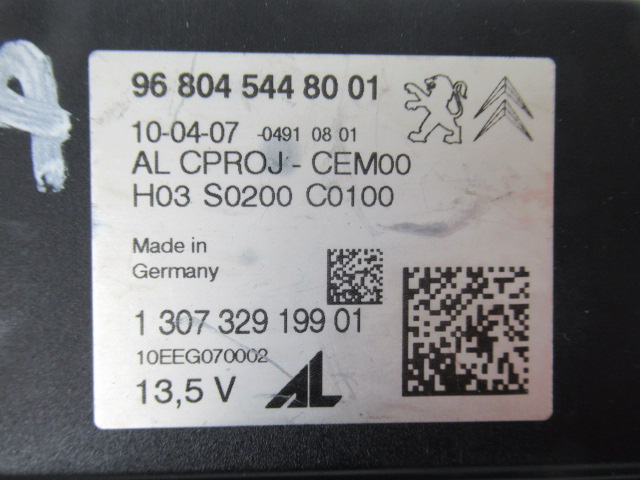 96 804 544 80 01
10-04-07 -0491 08 01
AL CPROJ - CEM00
H03 S0200 C0100
Made in
Germany
1 307 329 199 01
10EEG070002
13,5 V AL